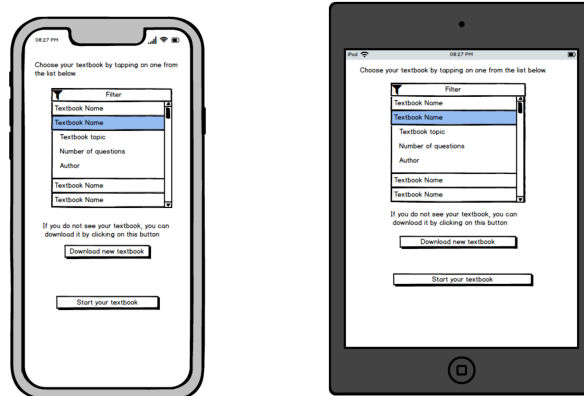 08:27 PM
Choose your textbook by tapping on one from
the list below.
Filter
Textbook Name
Textbook Name
Textbook topic
Number of questions
Author
Textbook Name
Textbook Name
If you do not see your textbook, you can
download it by clicking on this button
Download new textbook
Start your textbook
iPod
08:27 PM
Choose your textbook by tapping on one from the list below.
Filter
Textbook Name
Textbook Name
Textbook topic
Number of questions
Author
Textbook Name
Textbook Name
If you do not see your textbook, you can
download it by clicking on this button
Download new textbook
Start your textbook